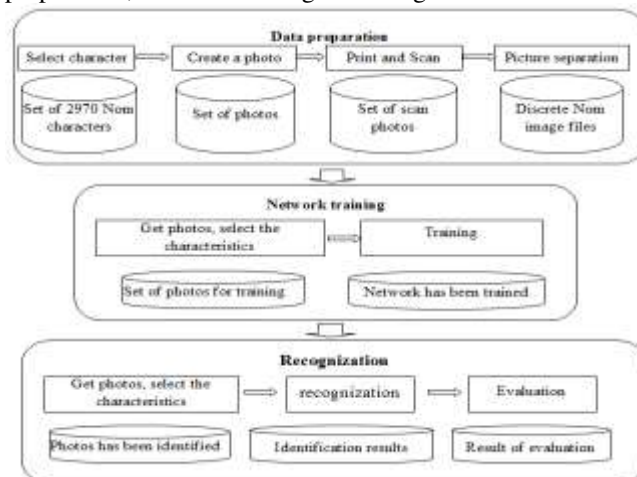 Data preparation
Select character
Create a photo
Print and Scan
Picture separation
Set of 2970 Nom
characters
Set of photos
Set of scan
photos
Discrete Nom
image files
Network training
Get photos, select the
characteristics
Training
Set of photos for training
Network has been trained
Recognization
Get photos, select the
characteristics
recognization
Evaluation
Photos has been identified
Identification results
Result of evaluation